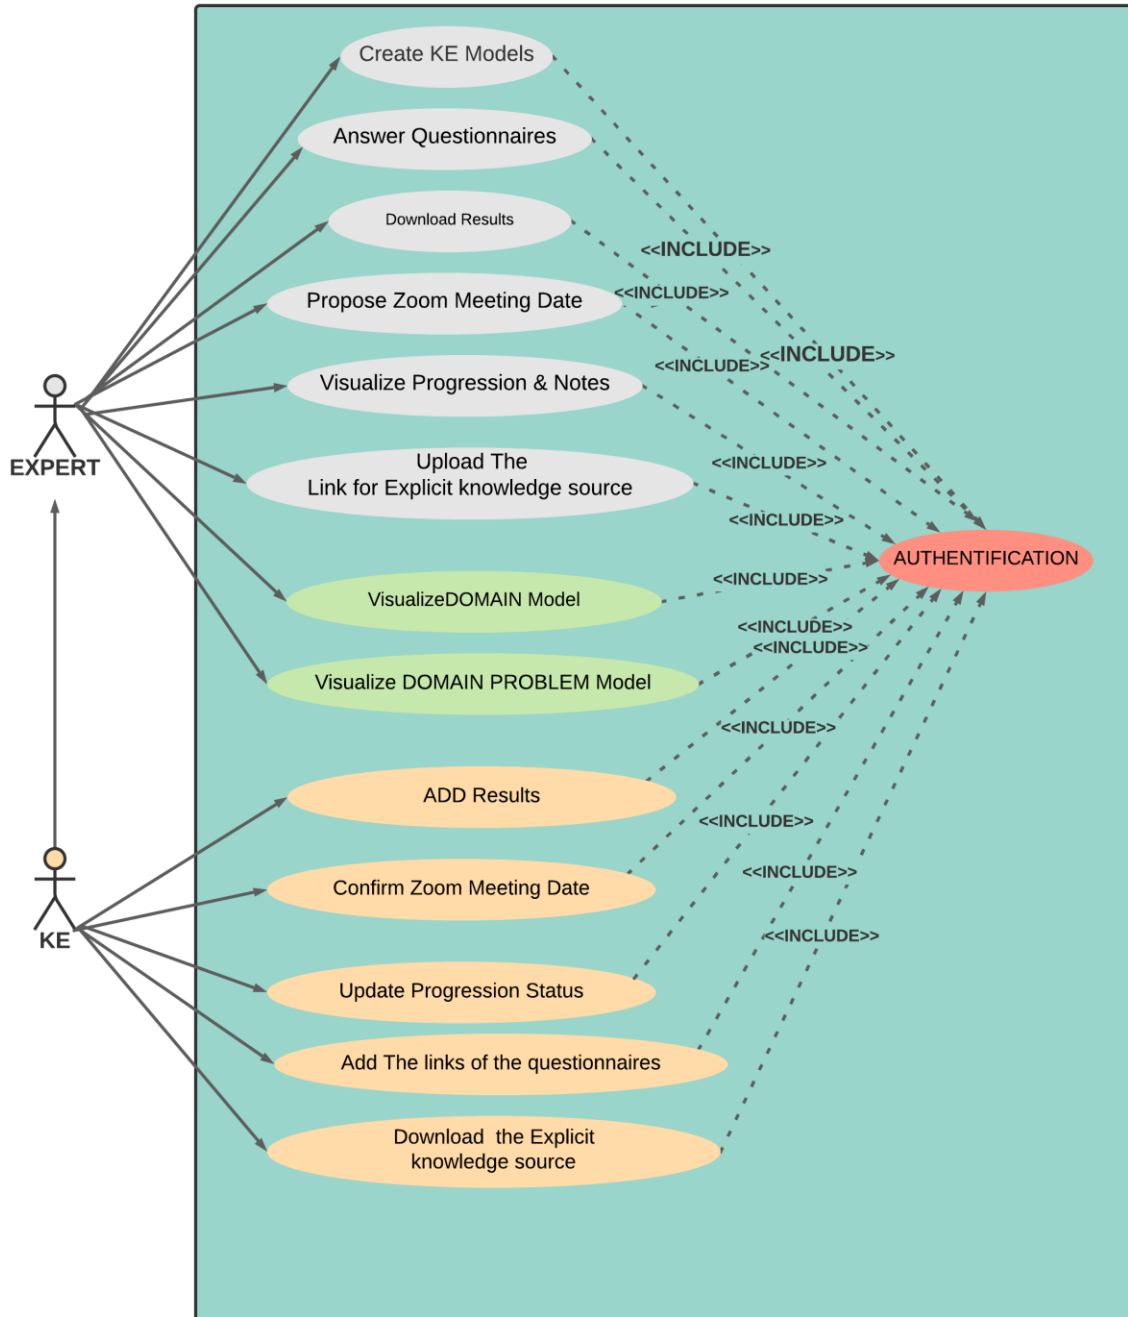 Create KE Models
Answer Questionnaires
Download Results
<<INCLUDE>>
<<INCLUDE>>
Propose Zoom Meeting Date
<<INCLUDE>>
<<INCLUDE>>
Visualize Progression & Notes
EXPERT
Upload The
Link for Explicit knowledge source
<<INCLUDE>>
<<INCLUDE>>
AUTHENTIFICATION
<<INCLUDE>>
VisualizeDOMAIN Model
<<INCLUDE>>
<<INCLUDE>>
Visualize DOMAIN PROBLEM Model
<<INCLUDE>>
ADD Results
<<INCLUDE>>
<<INCLUDE>>
Confirm Zoom Meeting Date
<<INCLUDE>>
KE
Update Progression Status
Add The links of the questionnaires
Download the Explicit
knowledge source